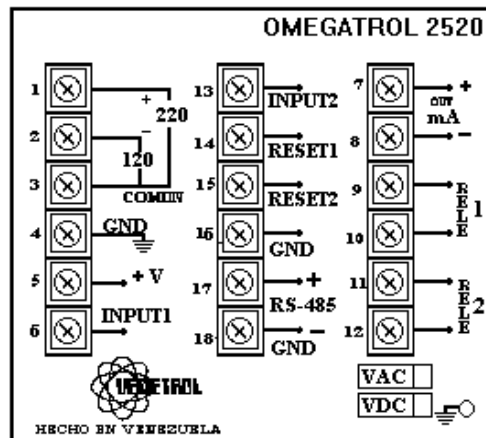 OMEGATROL 2520
1
2
3
4
5
6
+
220
−
120
COMUN
GND
+ V
INPUT1
13
14
15
16
17
18
INPUT2
RESET1
RESET2
GND
+
RS-485
−
GND
7
8
9
10
11
12
+
OUT
mA
−
RELE 1
RELE 2
VENETROL
HECHO EN VENEZUELA
VAC
VDC